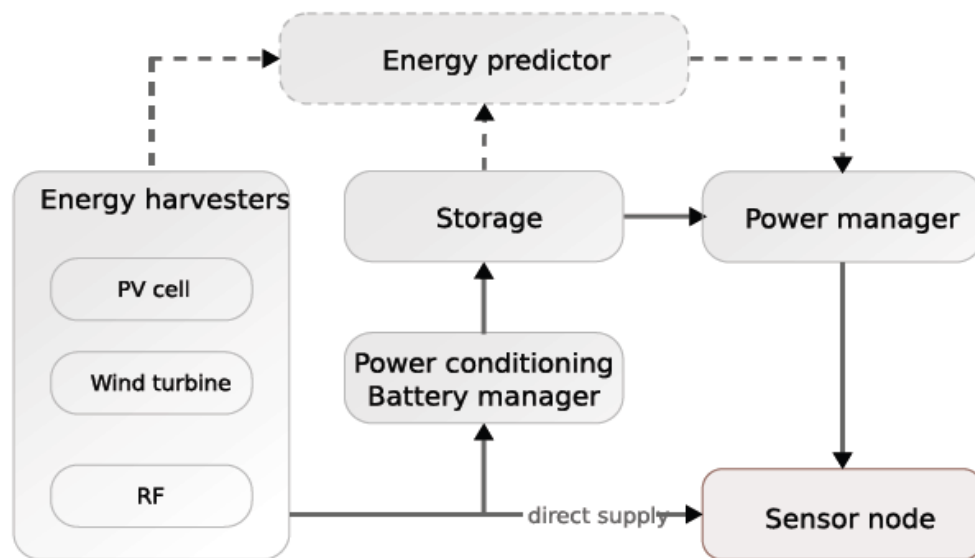 Energy predictor
Energy harvesters
Storage
Power manager
PV cell
Power conditioning
Battery manager
Wind turbine
RF
direct supply
Sensor node